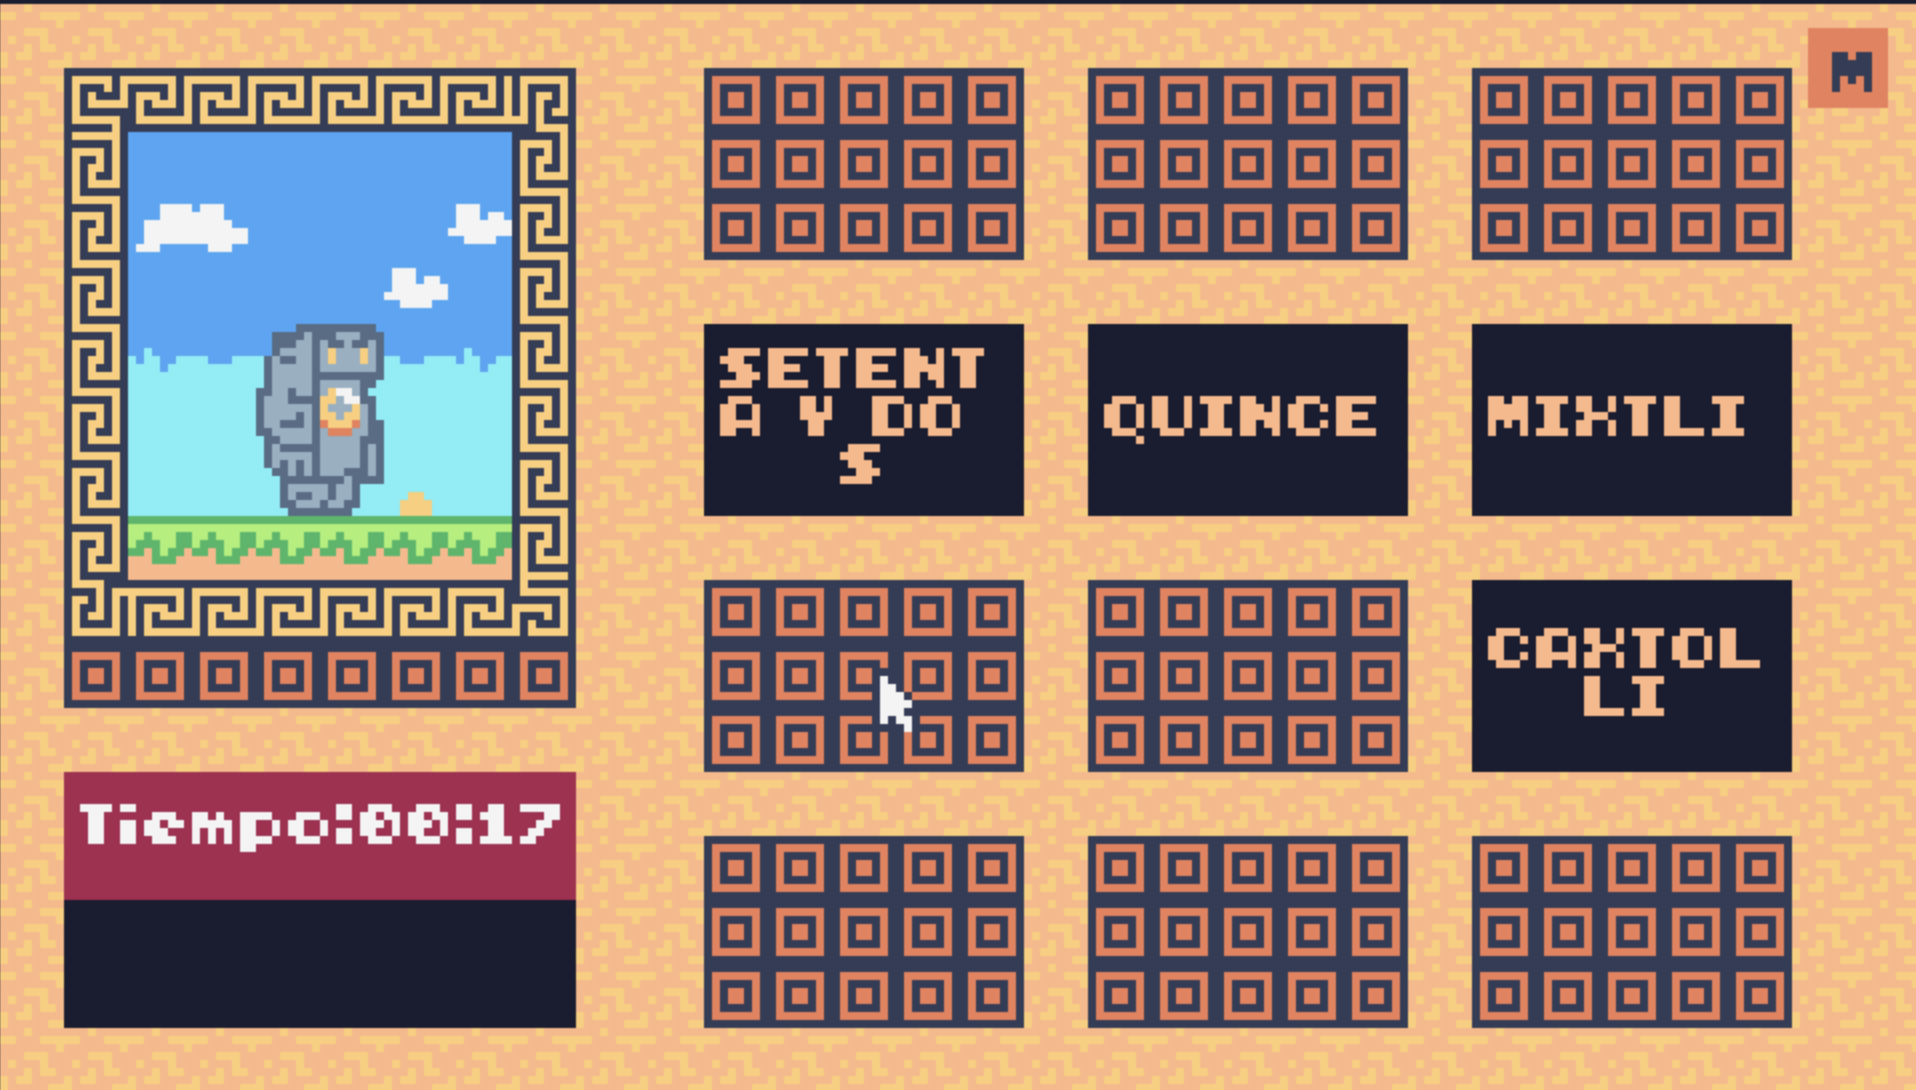 M
SETENT
A Y DO
S
QUINCE
MIXTLI
CAXTOL
LI
Tiempo:00:17